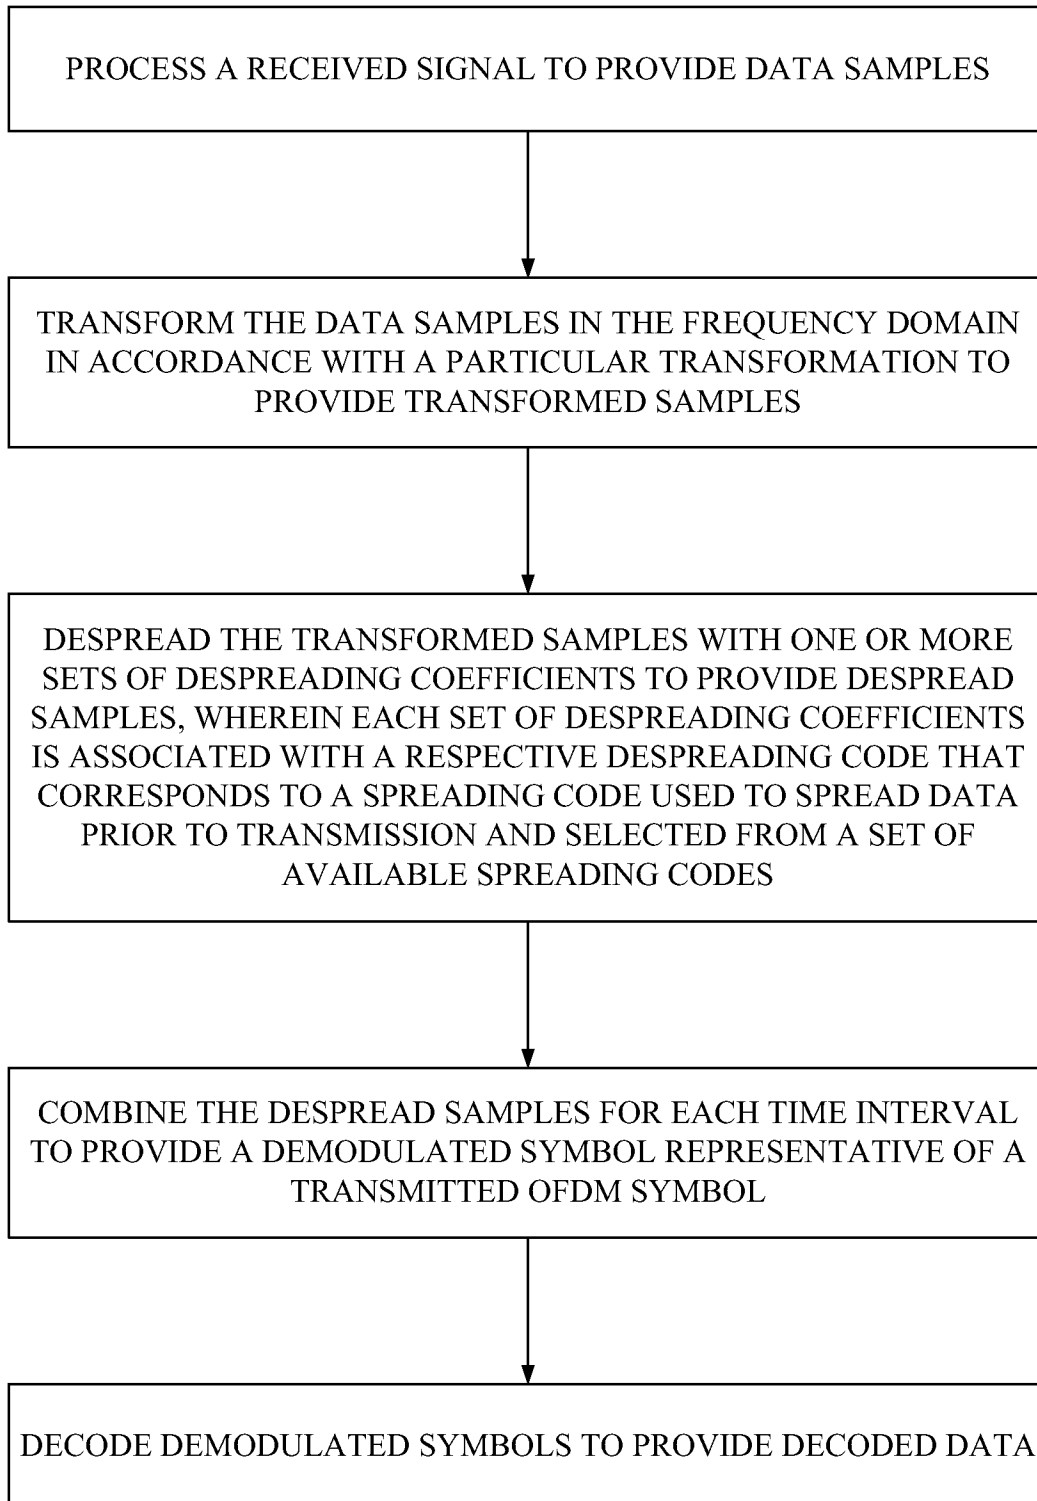 PROCESS A RECEIVED SIGNAL TO PROVIDE DATA SAMPLES
TRANSFORM THE DATA SAMPLES IN THE FREQUENCY DOMAIN
IN ACCORDANCE WITH A PARTICULAR TRANSFORMATION TO
PROVIDE TRANSFORMED SAMPLES
DESPREAD THE TRANSFORMED SAMPLES WITH ONE OR MORE
SETS OF DESPREADING COEFFICIENTS TO PROVIDE DESPREAD
SAMPLES, WHEREIN EACH SET OF DESPREADING COEFFICIENTS
IS ASSOCIATED WITH A RESPECTIVE DESPREADING CODE THAT
CORRESPONDS TO A SPREADING CODE USED TO SPREAD DATA
PRIOR TO TRANSMISSION AND SELECTED FROM A SET OF
AVAILABLE SPREADING CODES
COMBINE THE DESPREAD SAMPLES FOR EACH TIME INTERVAL
TO PROVIDE A DEMODULATED SYMBOL REPRESENTATIVE OF A
TRANSMITTED OFDM SYMBOL
DECODE DEMODULATED SYMBOLS TO PROVIDE DECODED DATA